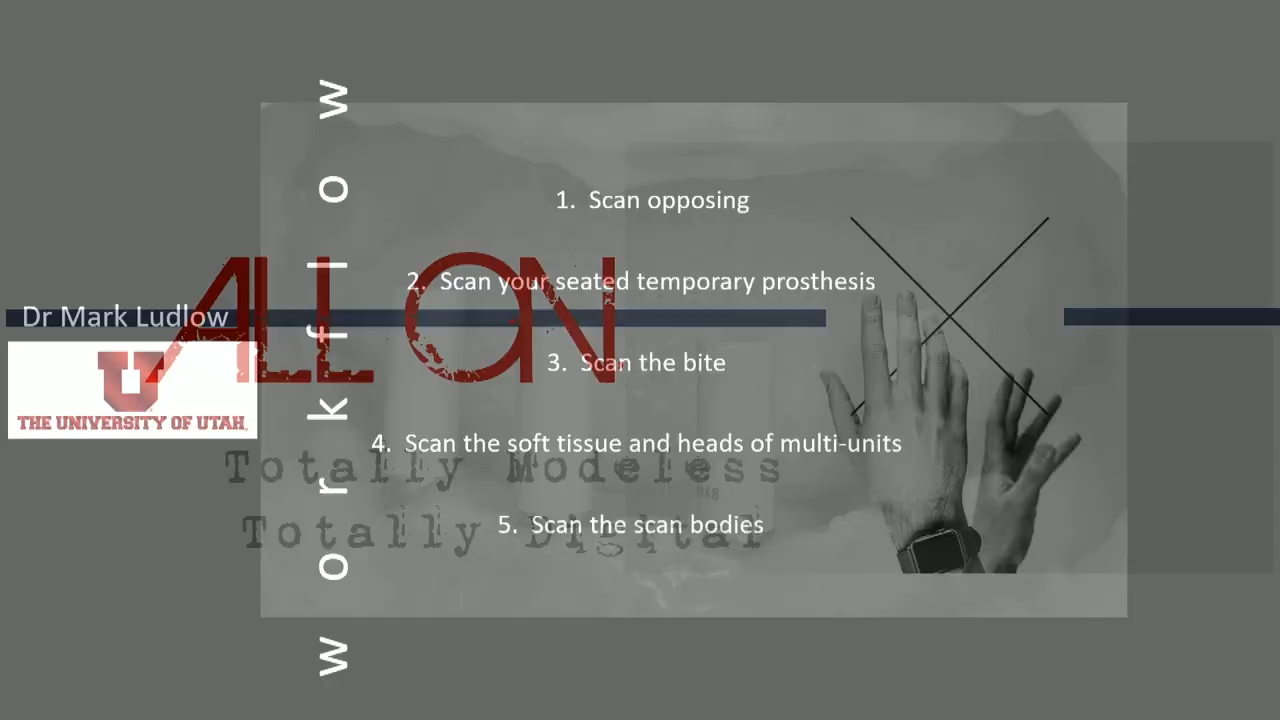 workflow
1. Scan opposing
2. Scan your seated temporary prosthesis
ALL ON
Dr Mark Ludlow
3. Scan the bite
U
THE UNIVERSITY OF UTAH
4. Scan the soft tissue and heads of multi-units
Totally Modeless
5. Scan the scan bodies
Totally Digital